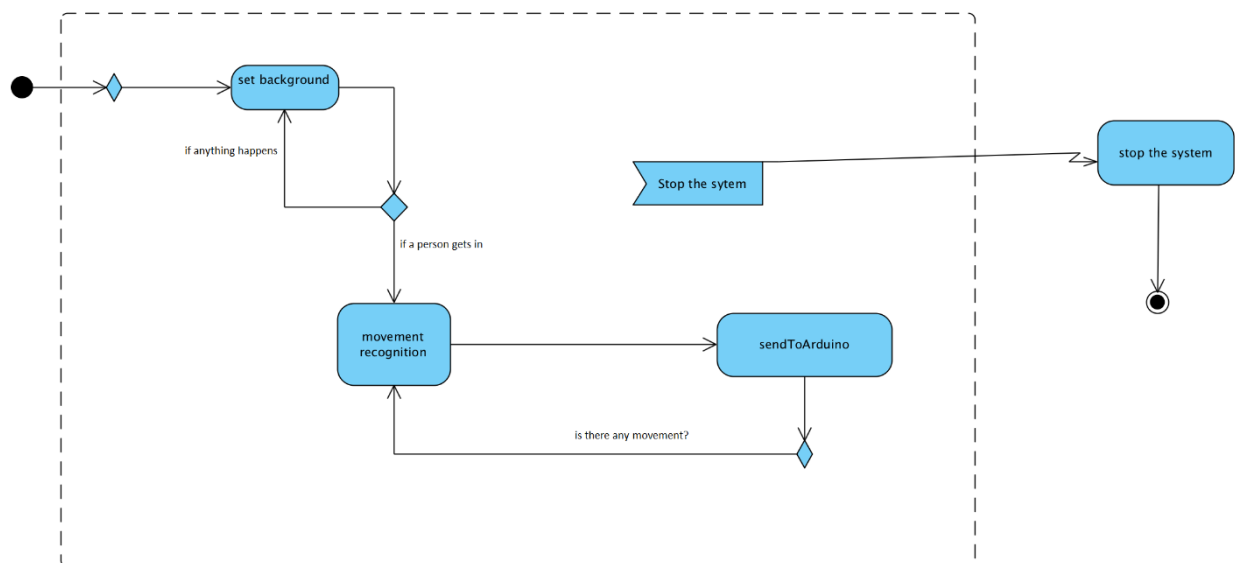 set background
if anything happens
stop the system
Stop the sytem
if a person gets in
movement
recognition
sendToArduino
is there any movement?